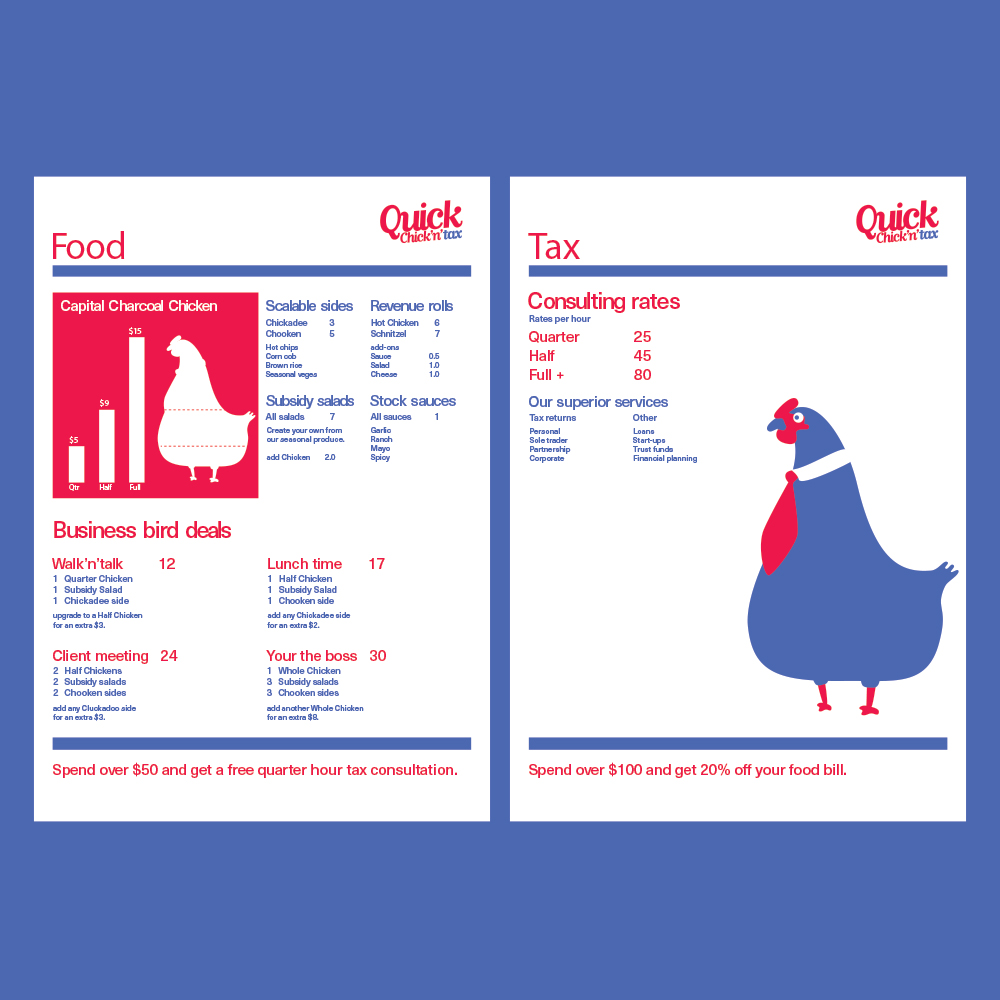 Food
Quick
Chick'n'tax
Capital Charcoal Chicken
$15
$9
$5
Qtr Half Full
Scalable sides
Chickadee 3
Chooken 5
Hot chips
Corn cob
Brown rice
Seasonal veges
Revenue rolls
Hot Chicken 6
Schnitzel 7
add-ons
Sauce 0.5
Salad 1.0
Cheese 1.0
Subsidy salads
All salads 7
Create your own from
our seasonal produce.
add Chicken 2.0
Stock sauces
All sauces 1
Garlic
Ranch
Mayo
Spicy
Business bird deals
Walk'n'talk 12
1 Quarter Chicken
1 Subsidy Salad
1 Chickadee side
upgrade to a Half Chicken
for an extra $3.
Lunch time 17
1 Half Chicken
1 Subsidy Salad
1 Chooken side
add any Chickadee side
for an extra $2.
Client meeting 24
2 Half Chickens
2 Subsidy salads
2 Chooken sides
add any Cluckadoo side
for an extra $3.
Your the boss 30
1 Whole Chicken
3 Subsidy salads
3 Chooken sides
add another Whole Chicken
for an extra $8.
Spend over $50 and get a free quarter hour tax consultation.
Tax
Quick
Chick'n'tax
Consulting rates
Rates per hour
Quarter 25
Half 45
Full + 80
Our superior services
Tax returns
Personal
Sole trader
Partnership
Corporate
Other
Loans
Start-ups
Trust funds
Financial planning
Spend over $100 and get 20% off your food bill.